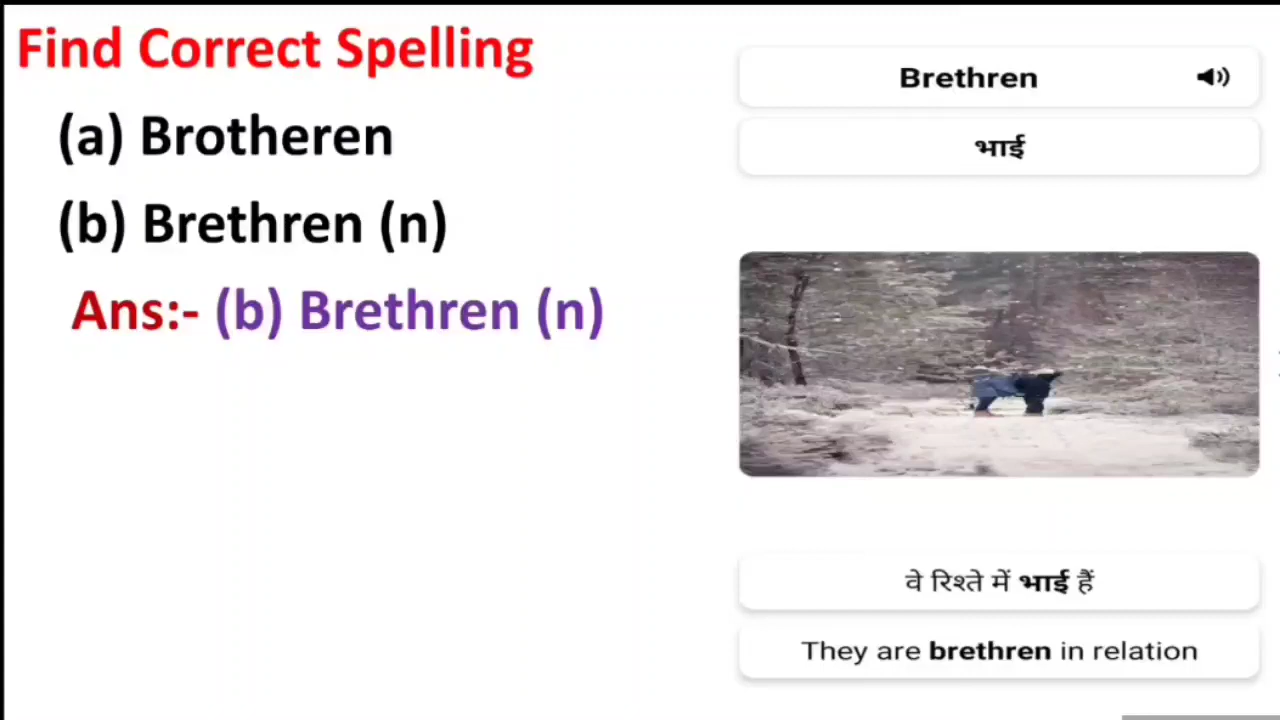 Find Correct Spelling
(a) Brotheren
(b) Brethren (n)
Ans:- (b) Brethren (n)
Brethren
भाई
वे रिश्ते में भाई हैं
They are brethren in relation